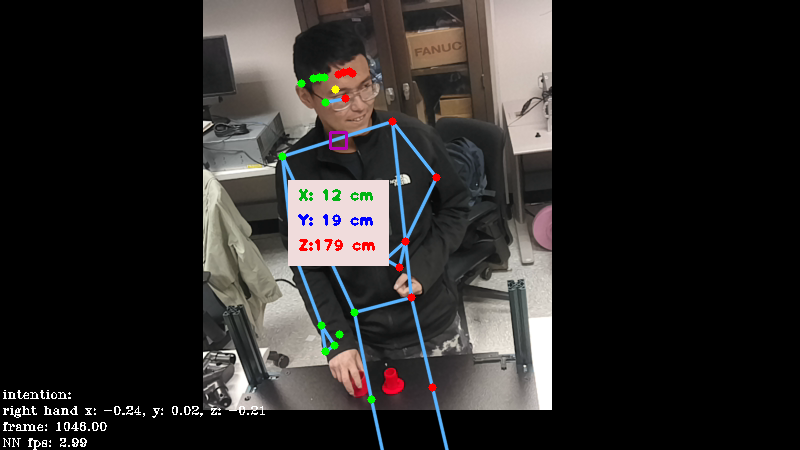 FANUC
X: 12 cm
Y: 19 cm
Z:179 cm
intention:
right hand x: -0.24, y: 0.02, z: -0.21
frame: 1046.00
NN fps: 2.99